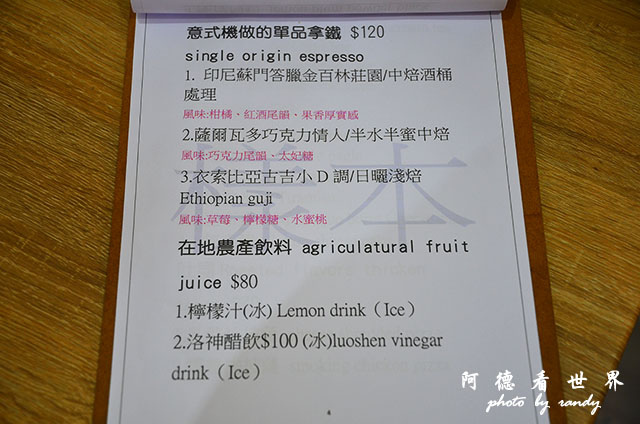 意式機做的單品拿鐵 $120
single origin espresso
1. 印尼蘇門答臘金百林莊園/中焙酒桶
處理
風味:柑橘、紅酒尾韻、果香厚實感
2.薩爾瓦多巧克力情人/半水半蜜中焙
風味:巧克力尾韻、太妃糖
3.衣索比亞古吉小 D 調/日曬淺焙
Ethiopian guji
風味:草莓、檸檬糖、水蜜桃
樣本
在地農產飲料 agriculatural fruit
juice $80
1.檸檬汁(冰) Lemon drink（Ice）
2.洛神醋飲$100 (冰)luoshen vinegar
drink（Ice）
4
阿德看世界
photo by randy